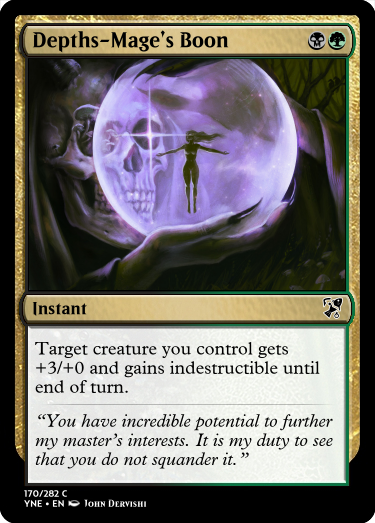 Depths-Mage's Boon
Instant
Target creature you control gets
+3/+0 and gains indestructible until
end of turn.
"You have incredible potential to further
my master's interests. It is my duty to see
that you do not squander it."
170/282 C
YNE • EN John Dervishi